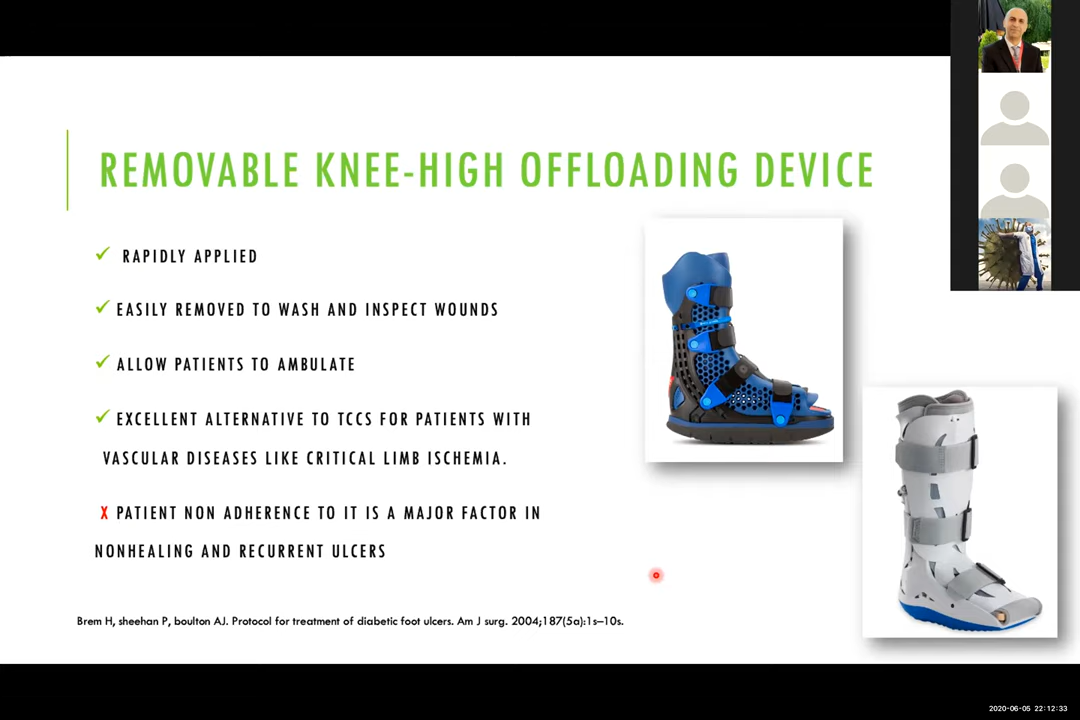 REMOVABLE KNEE-HIGH OFFLOADING DEVICE
✓ RAPIDLY APPLIED
✓ EASILY REMOVED TO WASH AND INSPECT WOUNDS
✓ ALLOW PATIENTS TO AMBULATE
✓ EXCELLENT ALTERNATIVE TO TCCS FOR PATIENTS WITH
VASCULAR DISEASES LIKE CRITICAL LIMB ISCHEMIA.
X PATIENT NON ADHERENCE TO IT IS A MAJOR FACTOR IN
NONHEALING AND RECURRENT ULCERS
Brem H, sheehan P, boulton AJ. Protocol for treatment of diabetic foot ulcers. Am J surg. 2004;187(5a):1s–10s.
2020-06-05 22:12:33